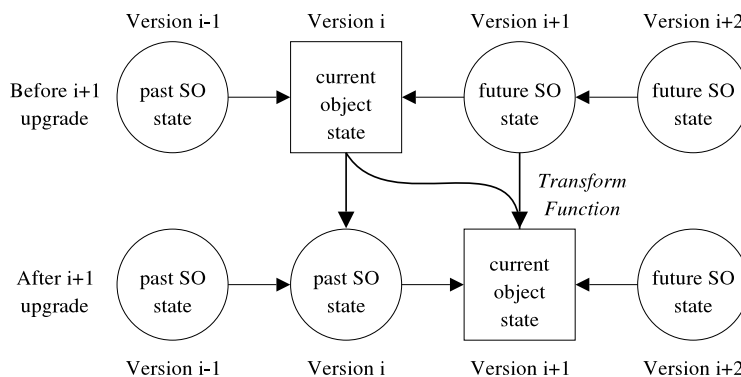 Version i-1
Version i
Version i+1
Version i+2
Before i+1
upgrade
past SO
state
current
object
state
future SO
state
future SO
state
Transform
Function
After i+1
upgrade
past SO
state
past SO
state
current
object
state
future SO
state
Version i-1
Version i
Version i+1
Version i+2